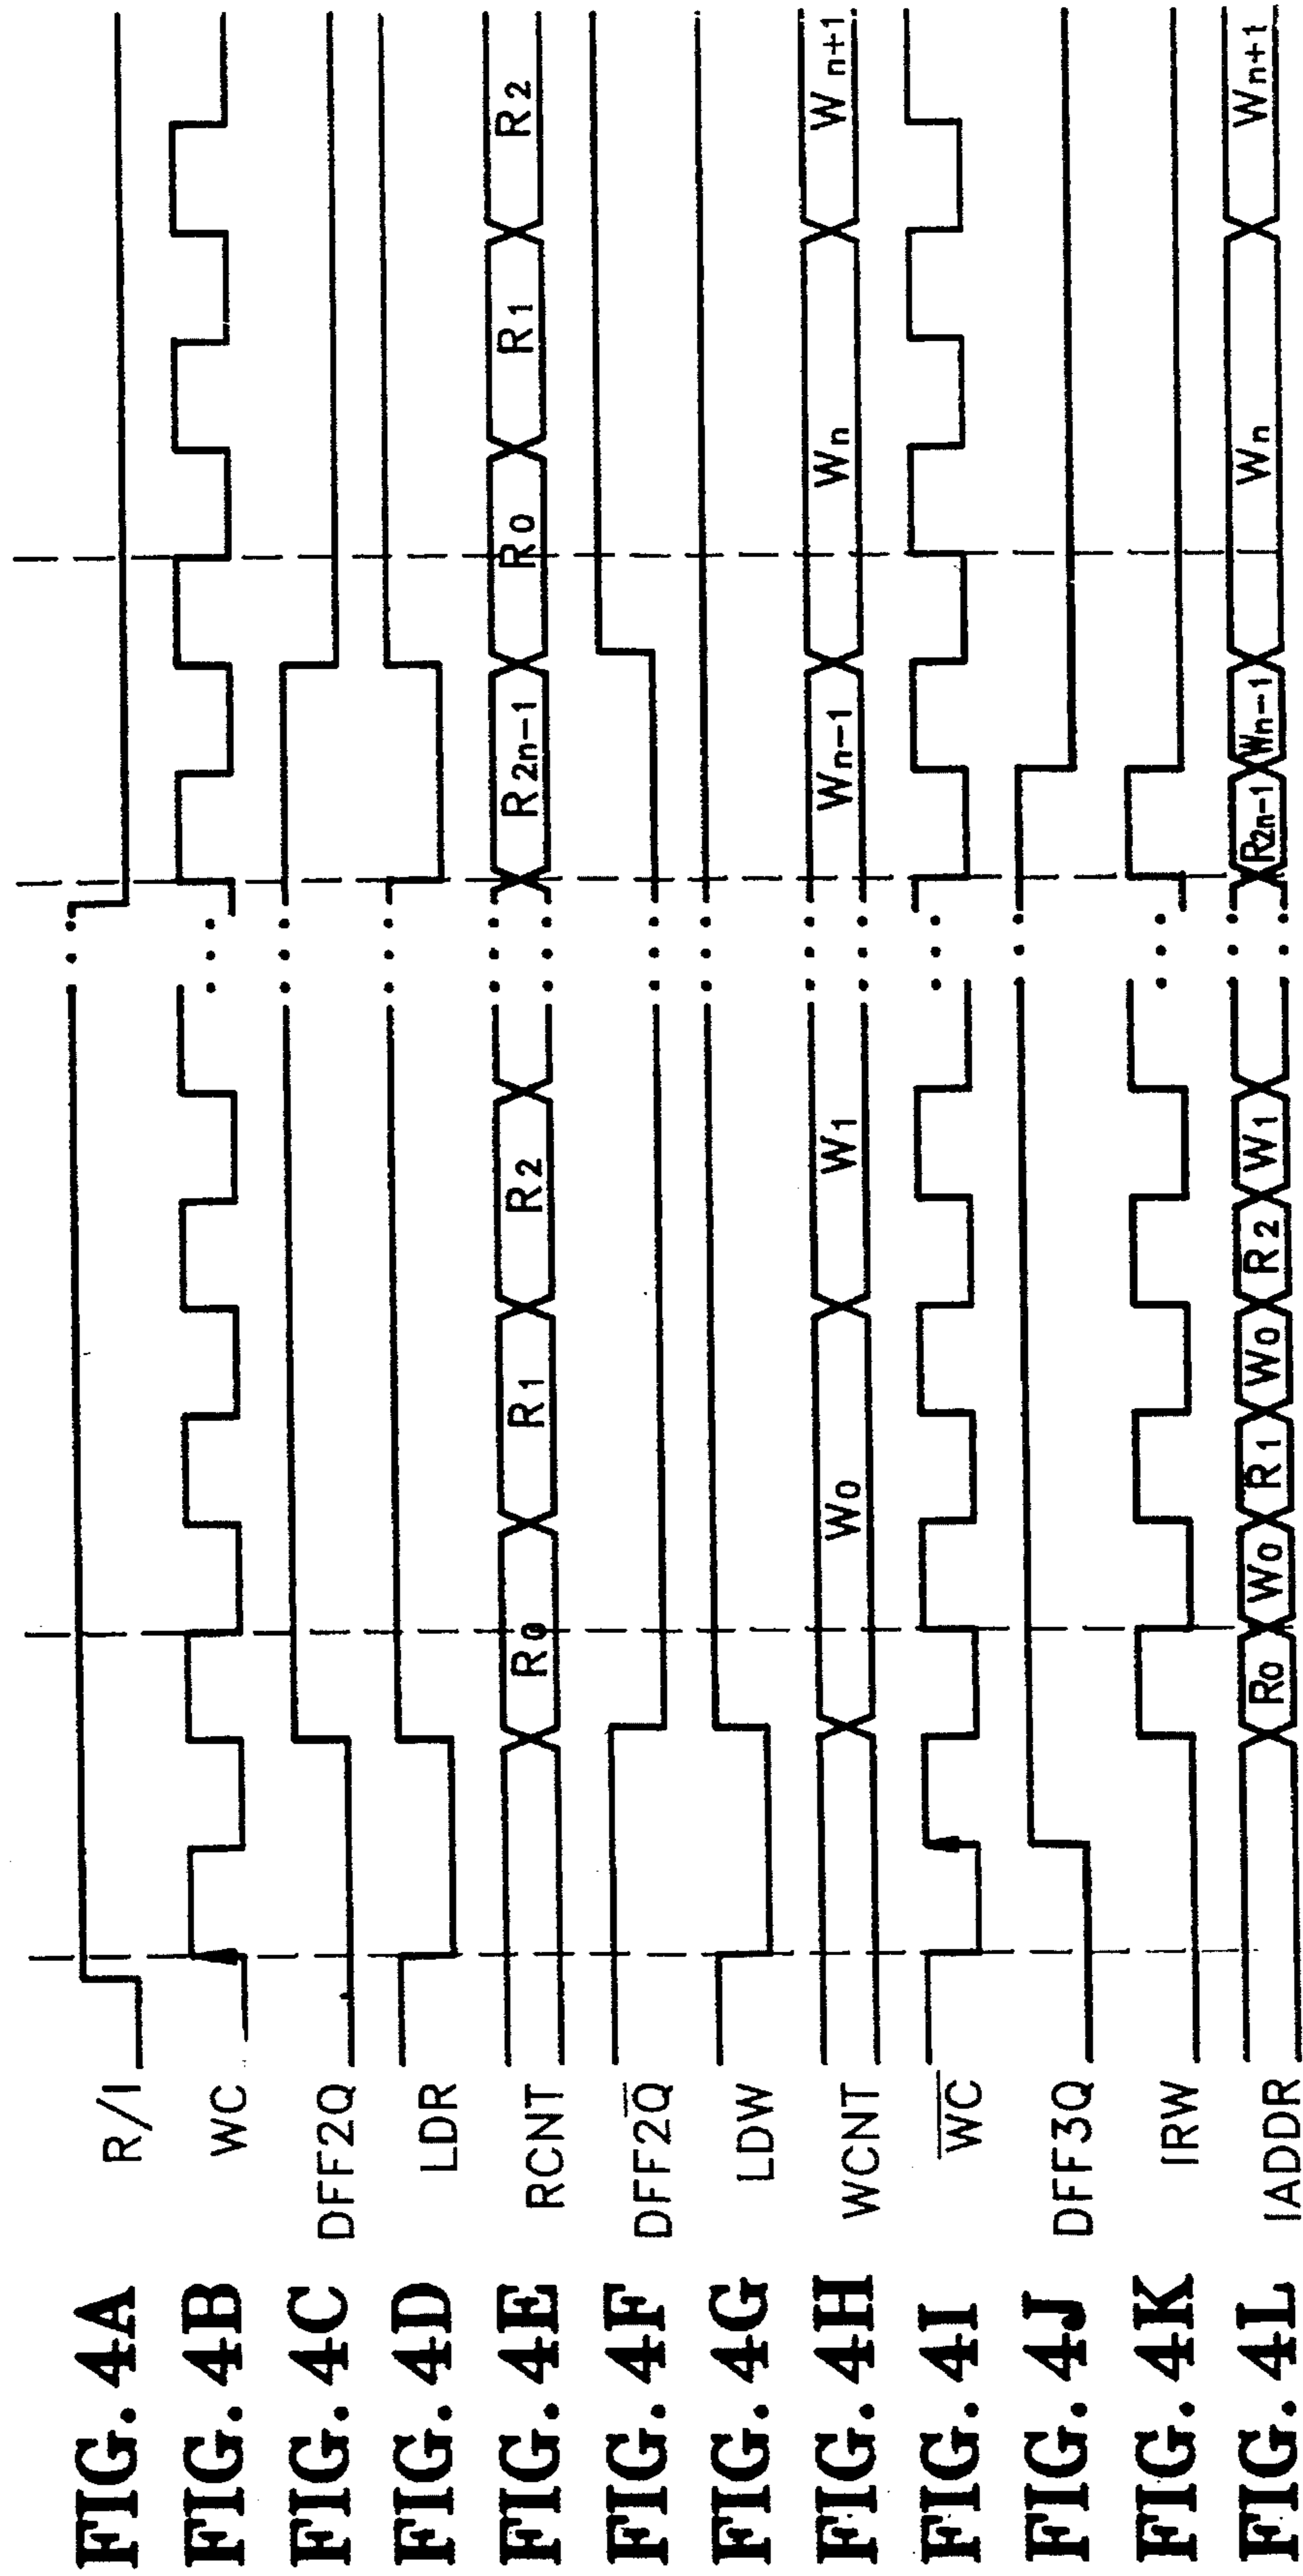 FIG. 4A R/I
FIG. 4B WC
FIG. 4C DFF2Q
FIG. 4D LDR
FIG. 4E RCNT R0 R1 R2 R2n-1 R0 R1 R2
FIG. 4F DFF2Q̅
FIG. 4G LDW
FIG. 4H WCNT W0 W1 Wn-1 Wn Wn+1
FIG. 4I W̅C̅
FIG. 4J DFF3Q
FIG. 4K IRW
FIG. 4L IADDR R0 W0 R1 W0 R2 W1 R2n-1 Wn-1 Wn Wn+1